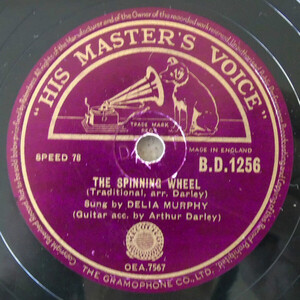 "HIS MASTER'S VOICE"
TRADE MARK
REGD.
MADE IN ENGLAND
SPEED 78
B.D.1256
THE SPINNING WHEEL
(Traditional, arr. Darley)
Sung by DELIA MURPHY
(Guitar acc. by Arthur Darley)
OEA.7567
THE GRAMOPHONE CO., LTD.